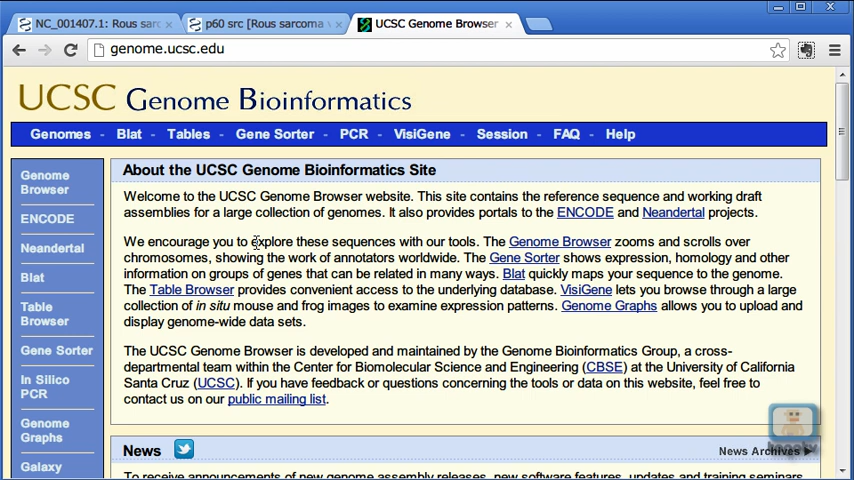 NC_001407.1: Rous sarc
p60 src [Rous sarcoma v
UCSC Genome Browser
genome.ucsc.edu
UCSC Genome Bioinformatics
Genomes - Blat - Tables - Gene Sorter - PCR - VisiGene - Session - FAQ - Help
Genome
Browser
ENCODE
Neandertal
Blat
Table
Browser
Gene Sorter
In Silico
PCR
Genome
Graphs
Galaxy
About the UCSC Genome Bioinformatics Site
Welcome to the UCSC Genome Browser website. This site contains the reference sequence and working draft
assemblies for a large collection of genomes. It also provides portals to the ENCODE and Neandertal projects.
We encourage you to explore these sequences with our tools. The Genome Browser zooms and scrolls over
chromosomes, showing the work of annotators worldwide. The Gene Sorter shows expression, homology and other
information on groups of genes that can be related in many ways. Blat quickly maps your sequence to the genome.
The Table Browser provides convenient access to the underlying database. VisiGene lets you browse through a large
collection of in situ mouse and frog images to examine expression patterns. Genome Graphs allows you to upload and
display genome-wide data sets.
The UCSC Genome Browser is developed and maintained by the Genome Bioinformatics Group, a cross-
departmental team within the Center for Biomolecular Science and Engineering (CBSE) at the University of California
Santa Cruz (UCSC). If you have feedback or questions concerning the tools or data on this website, feel free to
contact us on our public mailing list.
News
News Archives ►
To receive announcements of new genome assembly releases, new software features, updates and training seminars